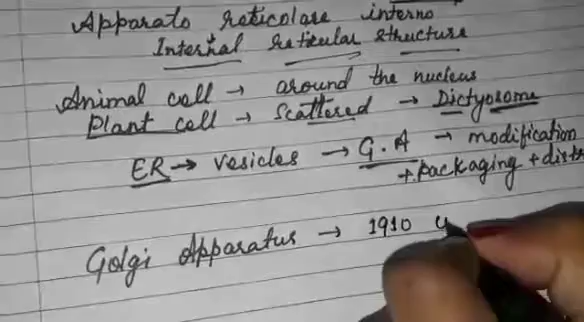 Apparato reticolare interno
Internal reticular structure
Animal cell → around the nucleus
Plant cell → scattered → Dictyosome
ER → vesicles → G.A → modification
+ packaging + distr
Golgi Apparatus → 1910